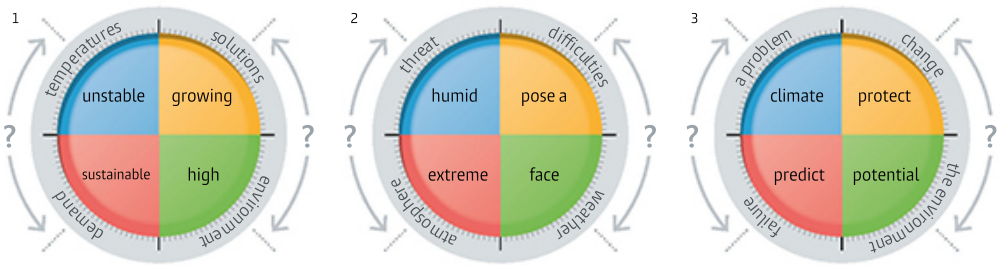 1
temperatures
solutions
unstable
growing
sustainable
high
demand
environment
?
?
2
threat
difficulties
humid
pose a
extreme
face
atmosphere
weather
?
?
3
a problem
change
climate
protect
predict
potential
failure
the environment
?
?